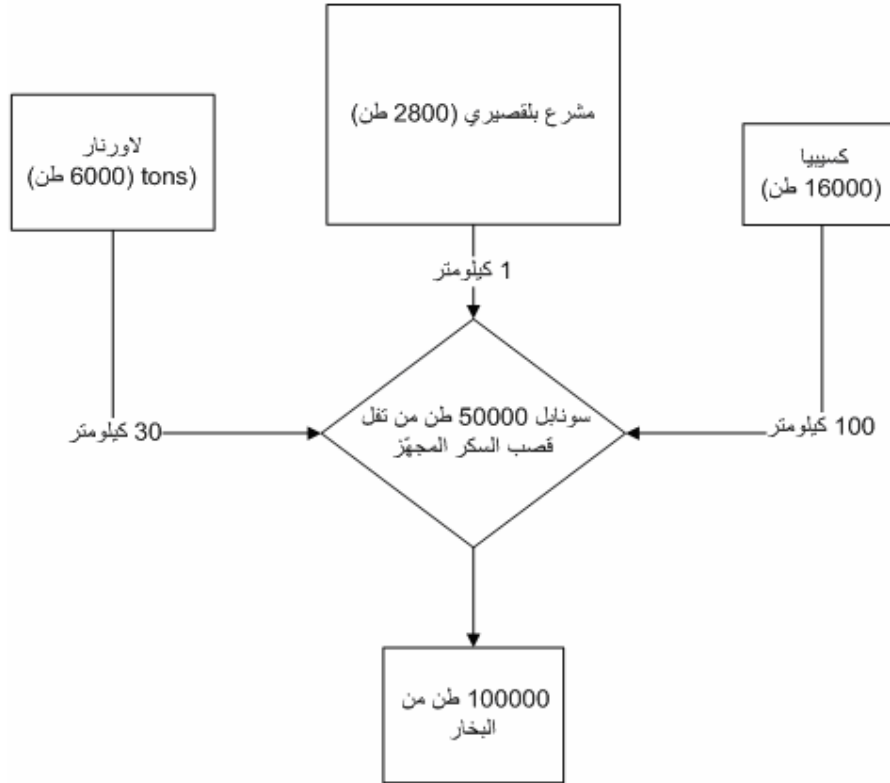 مشرع بلقصيري (2800 طن)
كسيبيا
(16000 طن)
لاورنار
(tons (6000 طن
1 كيلومتر
100 كيلومتر
سونابل 50000 طن من تفل
قصب السكر المجهّز
30 كيلومتر
100000 طن من
البخار